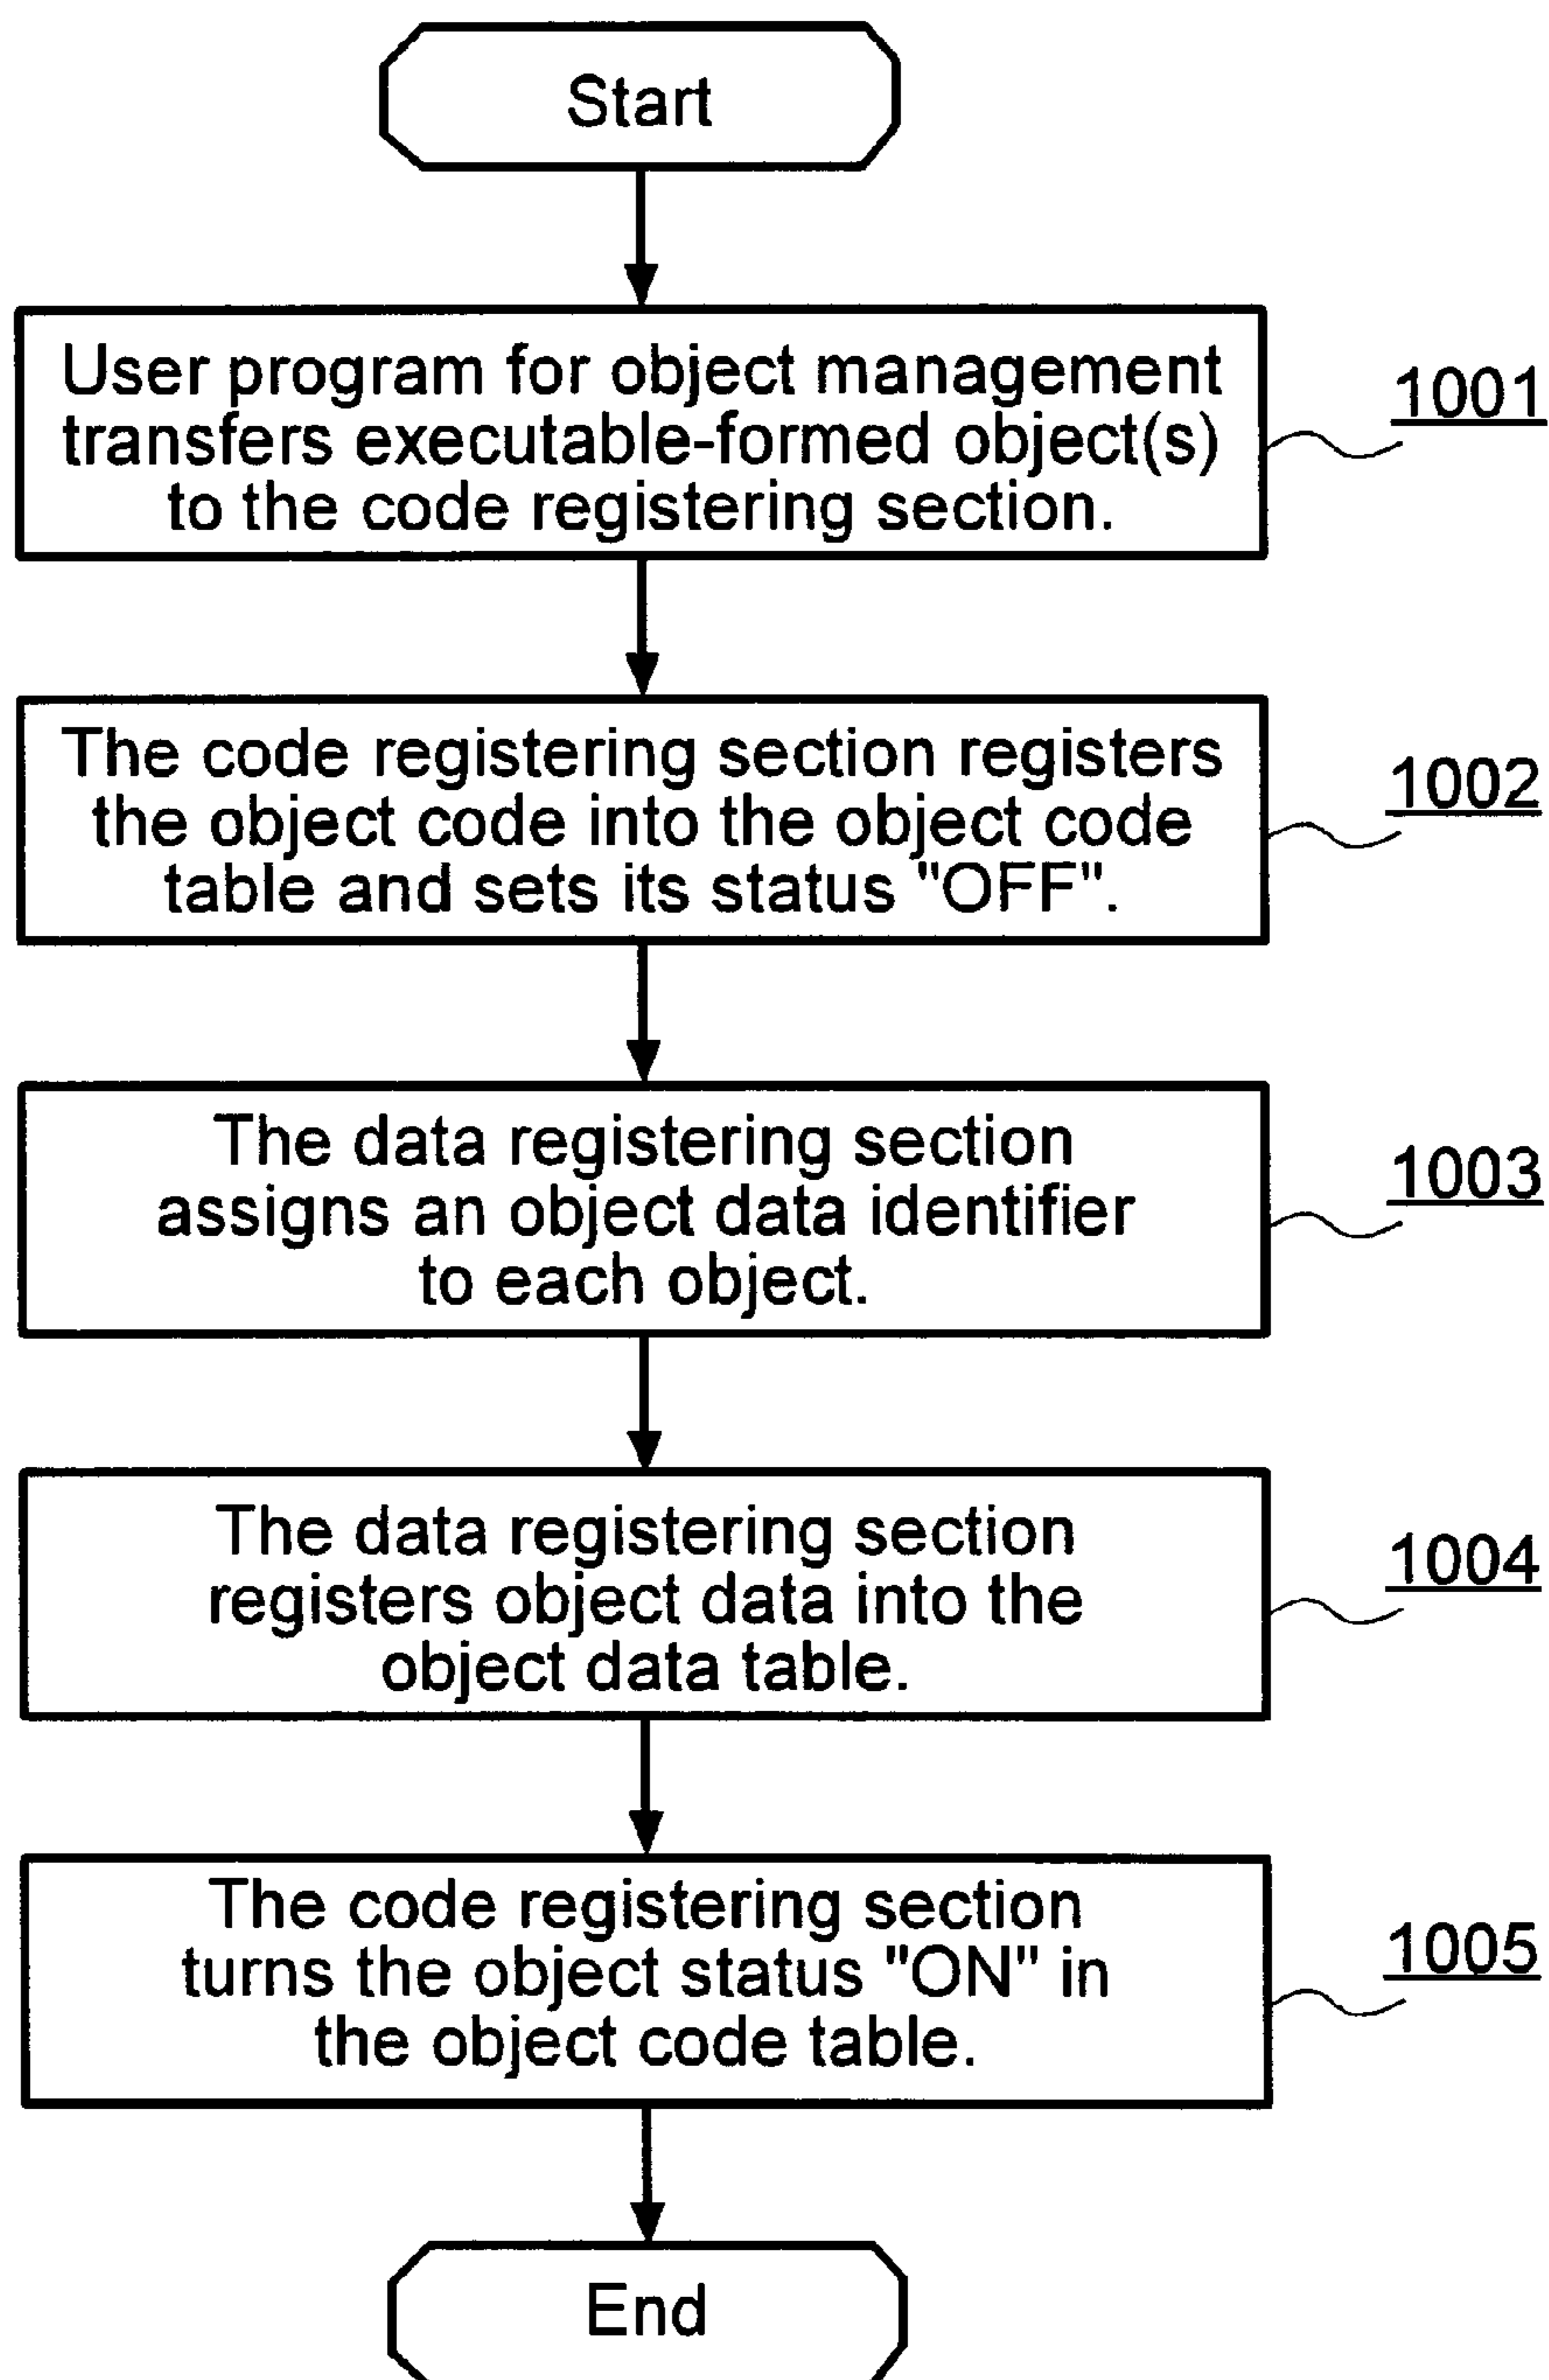 Start
User program for object management
transfers executable-formed object(s)
to the code registering section.
1001
The code registering section registers
the object code into the object code
table and sets its status "OFF".
1002
The data registering section
assigns an object data identifier
to each object.
1003
The data registering section
registers object data into the
object data table.
1004
The code registering section
turns the object status "ON" in
the object code table.
1005
End